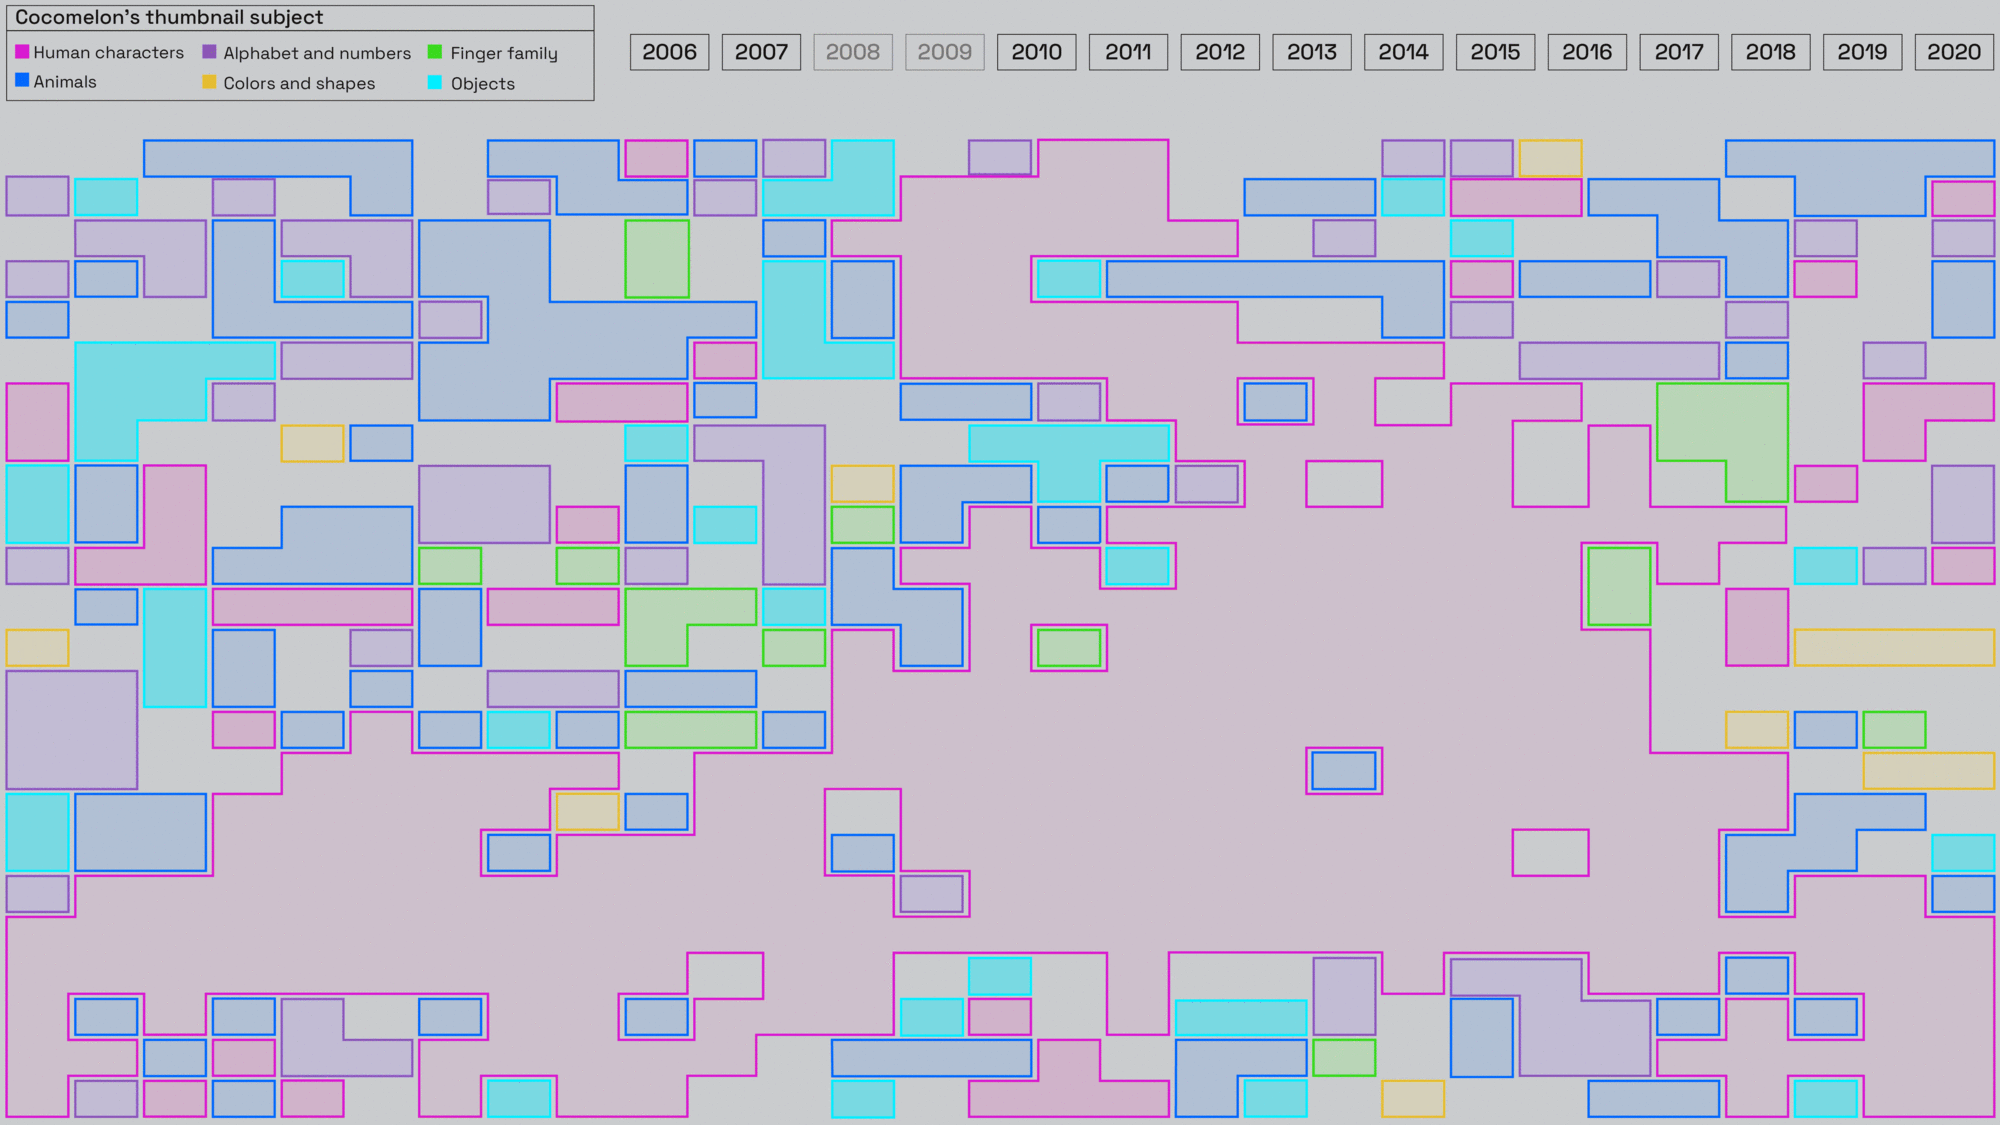 Cocomelon's thumbnail subject
Human characters Alphabet and numbers Finger family
Animals Colors and shapes Objects
2006 2007 2008 2009 2010 2011 2012 2013 2014 2015 2016 2017 2018 2019 2020